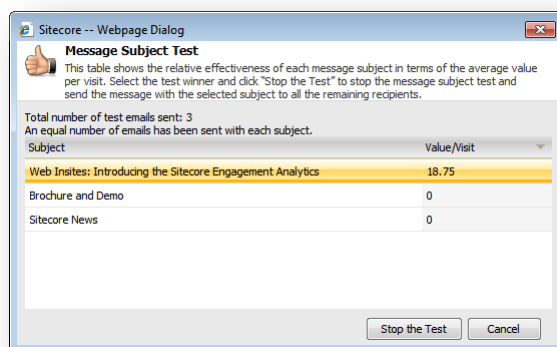 Sitecore -- Webpage Dialog
Message Subject Test
This table shows the relative effectiveness of each message subject in terms of the average value
per visit. Select the test winner and click "Stop the Test" to stop the message subject test and
send the message with the selected subject to all the remaining recipients.
Total number of test emails sent: 3
An equal number of emails has been sent with each subject.
Subject Value/Visit
Web Insites: Introducing the Sitecore Engagement Analytics 18.75
Brochure and Demo 0
Sitecore News 0
Stop the Test Cancel